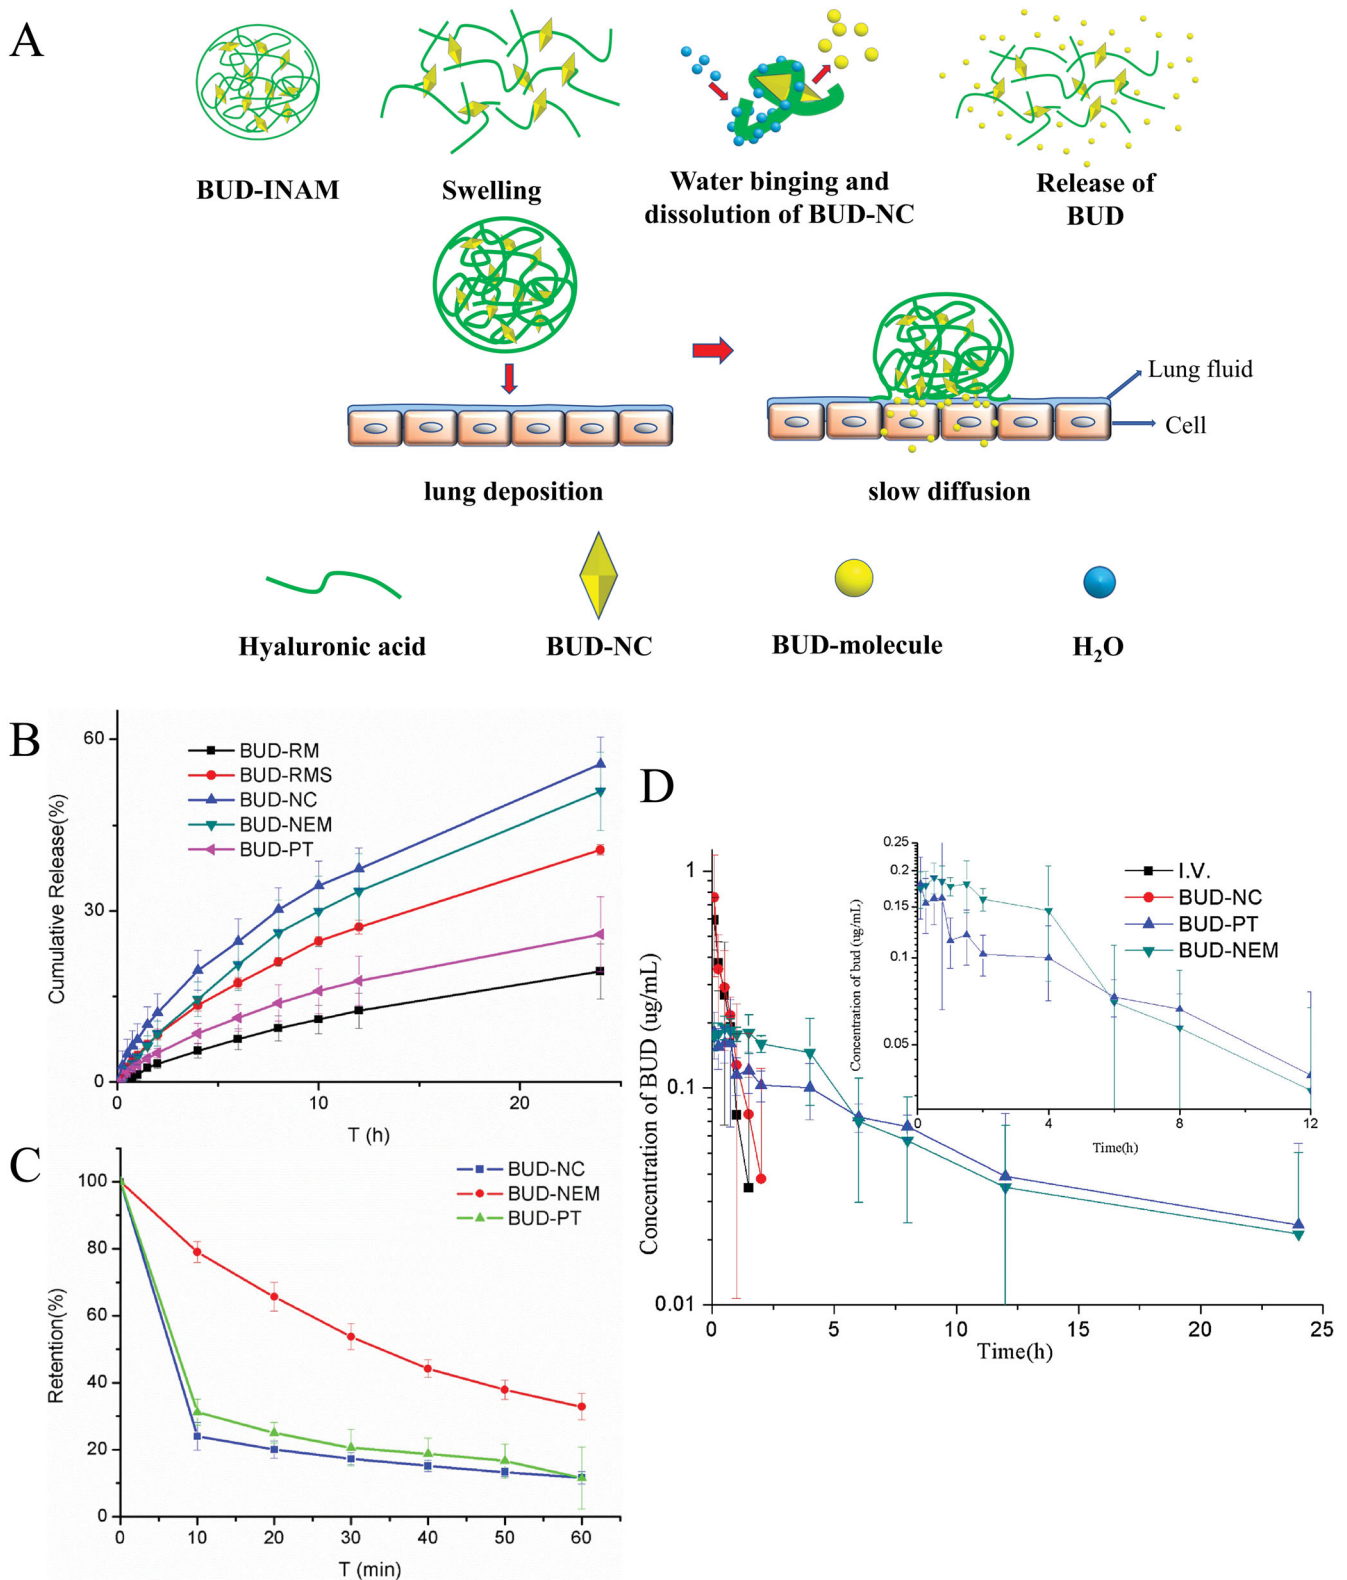 A
BUD-INAM
Swelling
Water binging and
dissolution of BUD-NC
Release of
BUD
Lung fluid
Cell
lung deposition
slow diffusion
Hyaluronic acid
BUD-NC
BUD-molecule
H₂O
B
Cumulative Release(%)
60
30
0
BUD-RM
BUD-RMS
BUD-NC
BUD-NEM
BUD-PT
0
10
20
T (h)
C
Retention(%)
100
80
60
40
20
0
BUD-NC
BUD-NEM
BUD-PT
0 10 20 30 40 50 60
T (min)
D
Concentration of BUD (ug/mL)
1
0.1
0.01
0 5 10 15 20 25
Time(h)
Concentration of bud (ug/mL)
0.25
0.2
0.15
0.1
0.05
0 4 8 12
Time(h)
I.V.
BUD-NC
BUD-PT
BUD-NEM